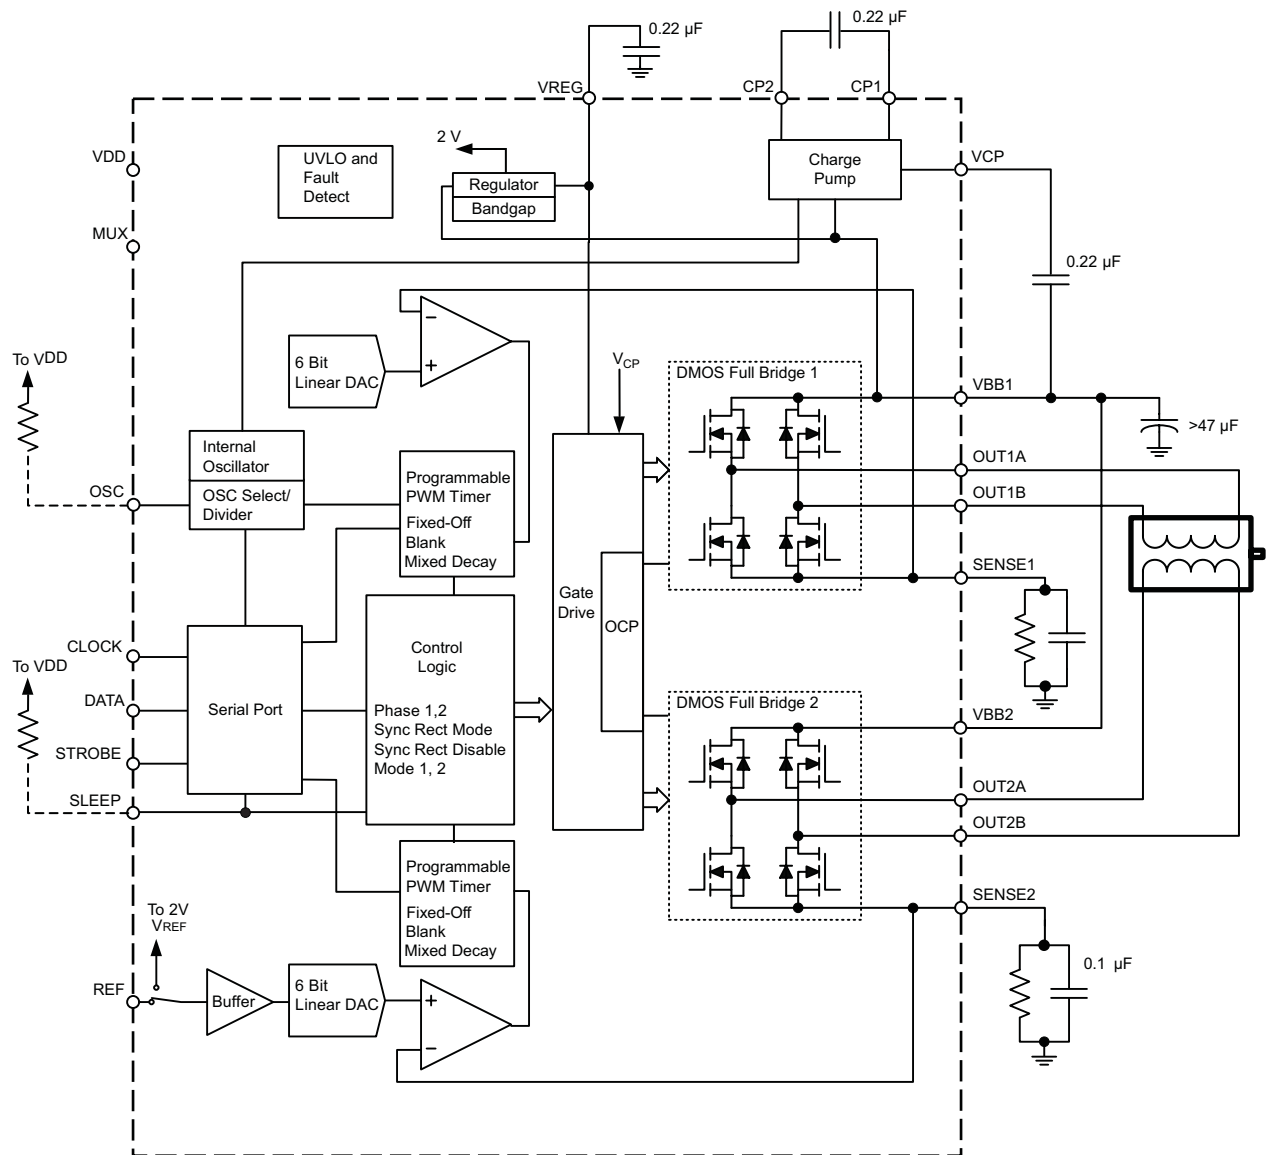 0.22 µF
0.22 µF
VREG
CP2
CP1
VDD
UVLO and
Fault
Detect
2 V
Regulator
Bandgap
Charge
Pump
VCP
MUX
0.22 µF
To VDD
6 Bit
Linear DAC
−
+
VCP
DMOS Full Bridge 1
VBB1
>47 µF
Internal
Oscillator
OSC Select/
Divider
OSC
Programmable
PWM Timer
Fixed-Off
Blank
Mixed Decay
OUT1A
OUT1B
SENSE1
Gate
Drive
OCP
CLOCK
To VDD
DATA
STROBE
SLEEP
Serial Port
Control
Logic
Phase 1,2
Sync Rect Mode
Sync Rect Disable
Mode 1, 2
DMOS Full Bridge 2
VBB2
OUT2A
OUT2B
Programmable
PWM Timer
Fixed-Off
Blank
Mixed Decay
SENSE2
0.1 µF
To 2V
VREF
REF
Buffer
6 Bit
Linear DAC
+
−